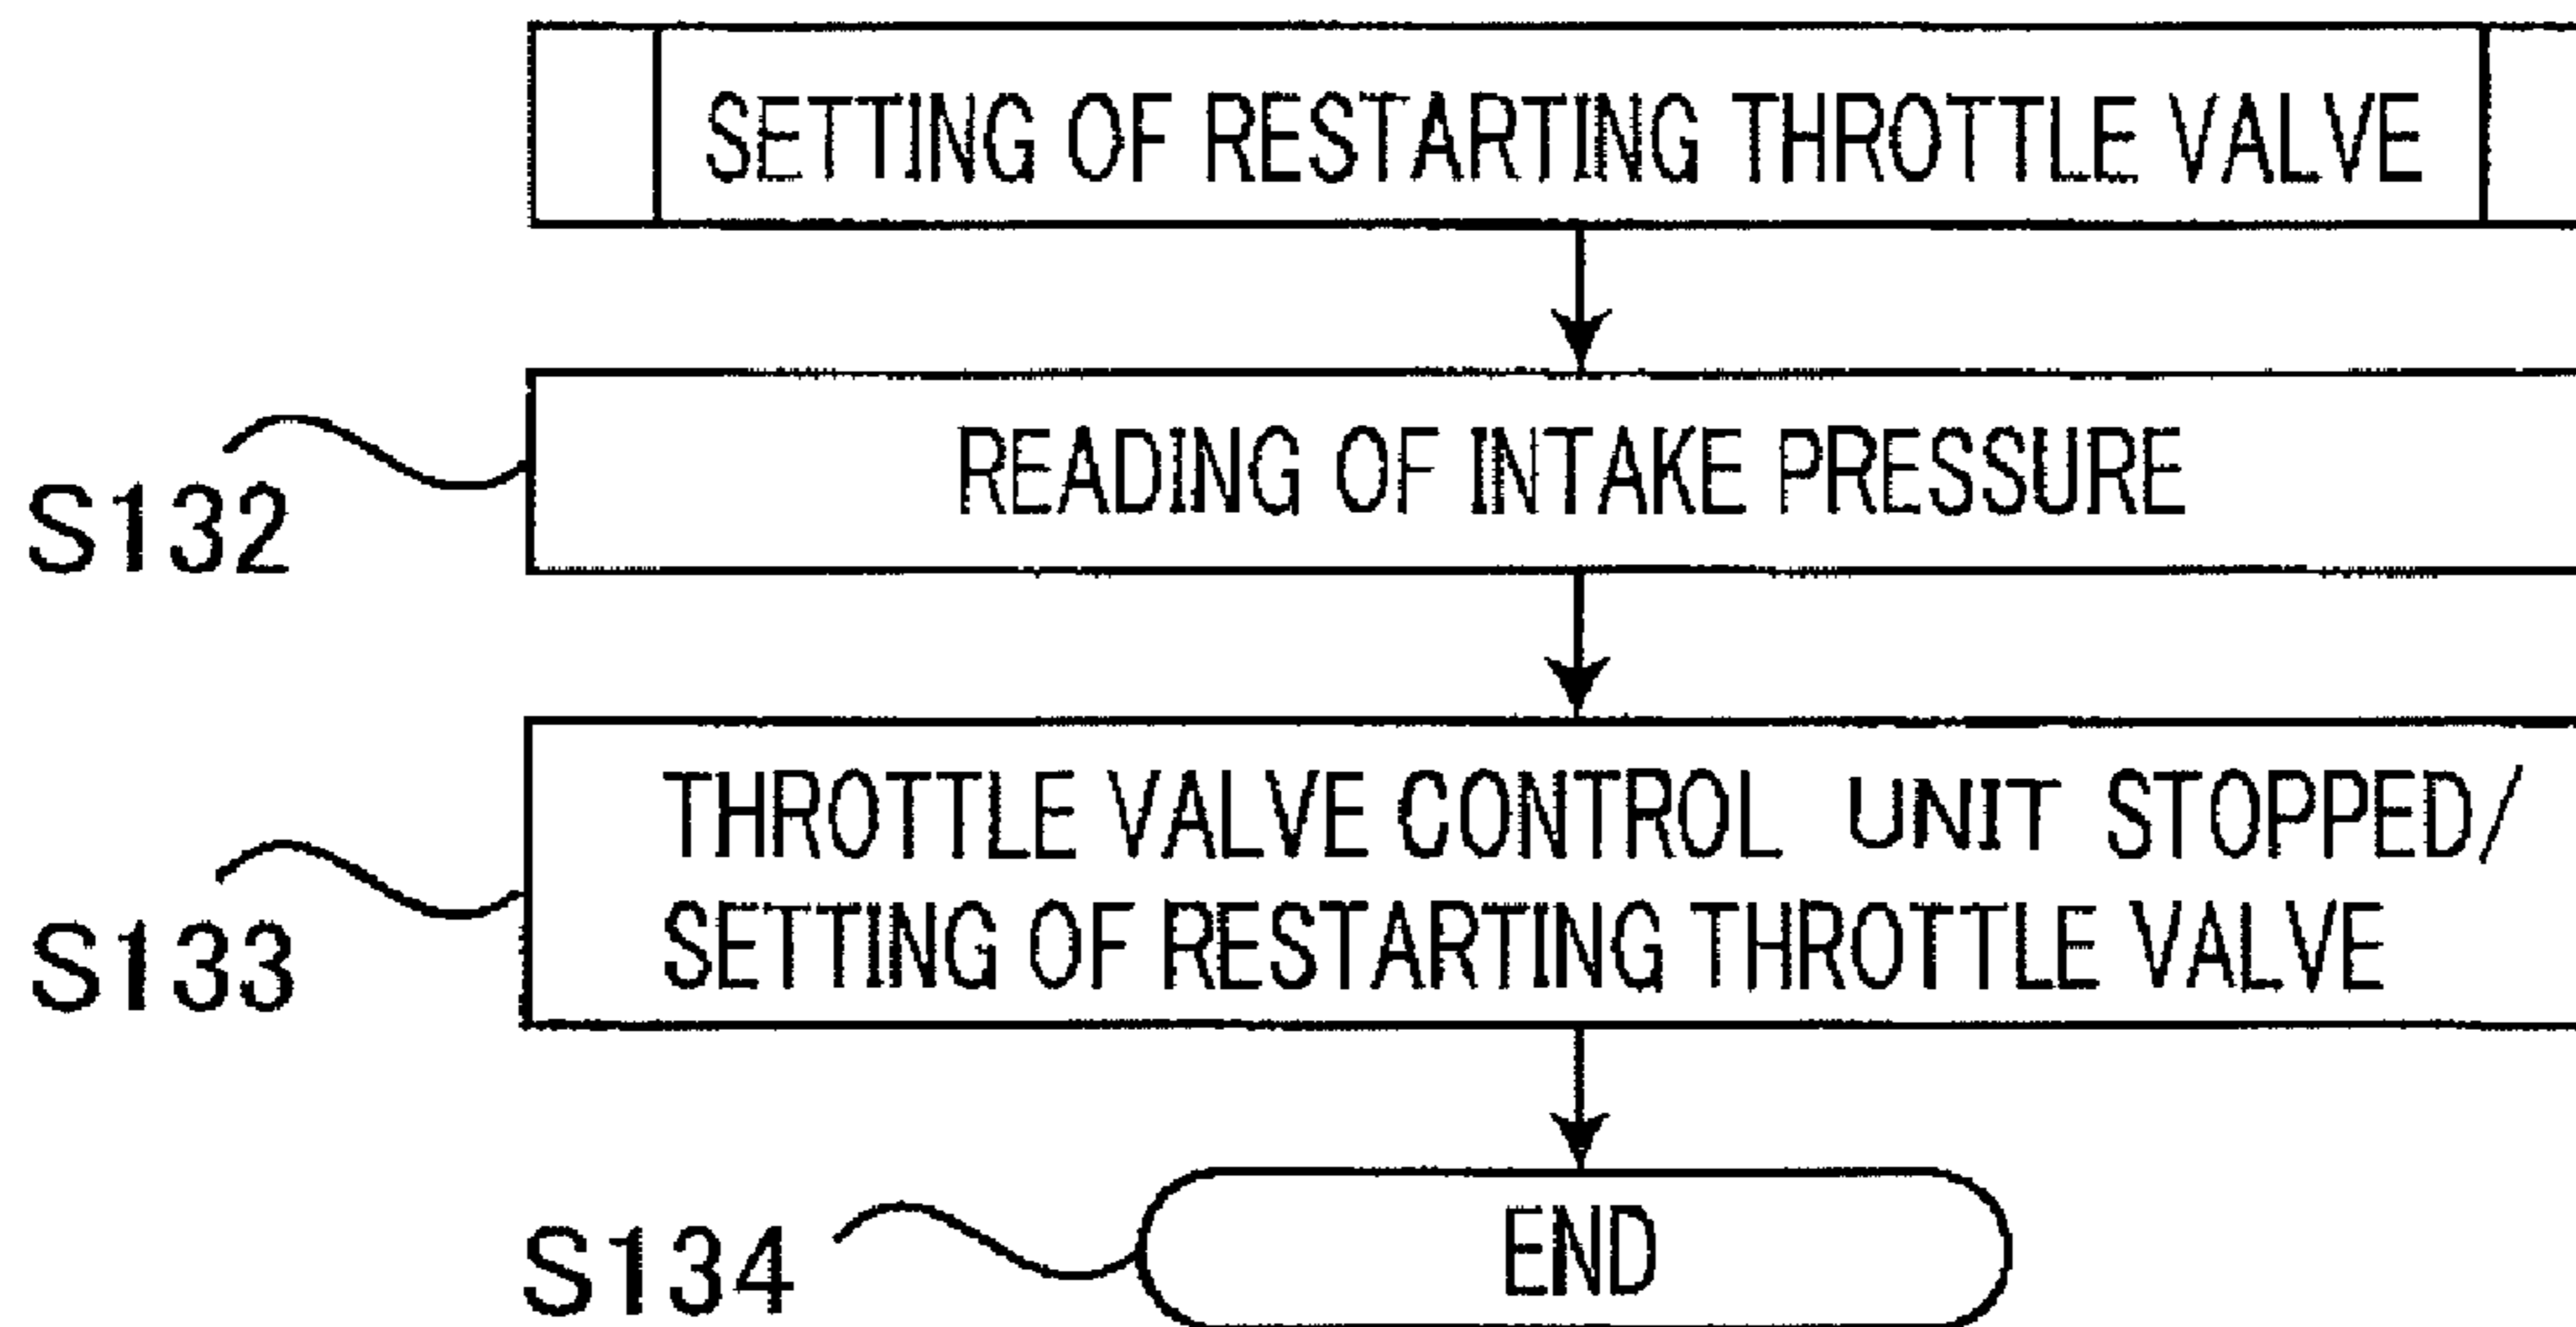 SETTING OF RESTARTING THROTTLE VALVE
READING OF INTAKE PRESSURE
S132
THROTTLE VALVE CONTROL UNIT STOPPED/
SETTING OF RESTARTING THROTTLE VALVE
S133
END
S134